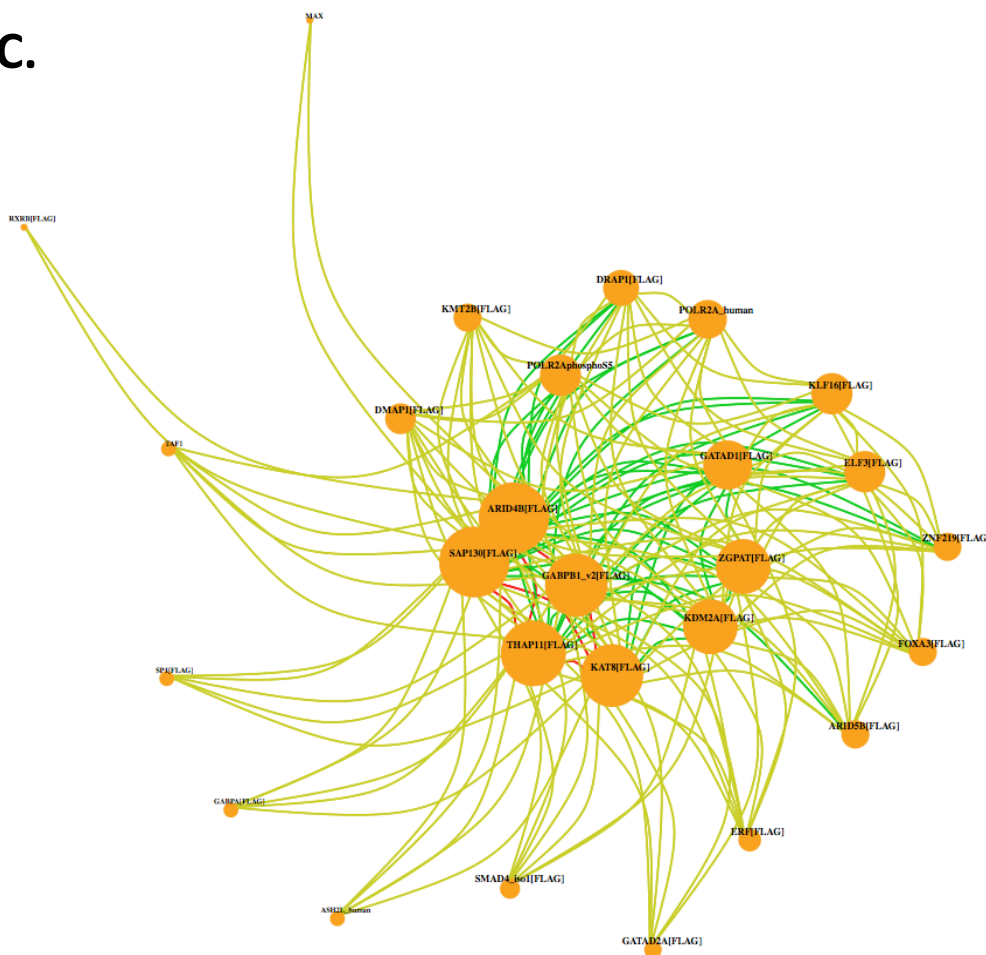 MAX
C.
RXRB[FLAG]
DRAP1[FLAG]
KMT2B[FLAG]
POLR2A_human
POLR2AphosphoS5
KLF16[FLAG]
DMAP1[FLAG]
TAF1
GATAD1[FLAG]
ELF3[FLAG]
ARID4B[FLAG]
ZNF219[FLAG
SAP130[FLAG]
ZGPAT[FLAG]
GABPB1_v2[FLAG]
KDM2A[FLAG]
THAP11[FLAG]
FOXA3[FLAG]
KAT8[FLAG]
SP1[FLAG]
ARID5B[FLAG]
GABPA[FLAG]
ERF[FLAG]
SMAD4_iso1[FLAG]
ASH2L_human
GATAD2A[FLAG]